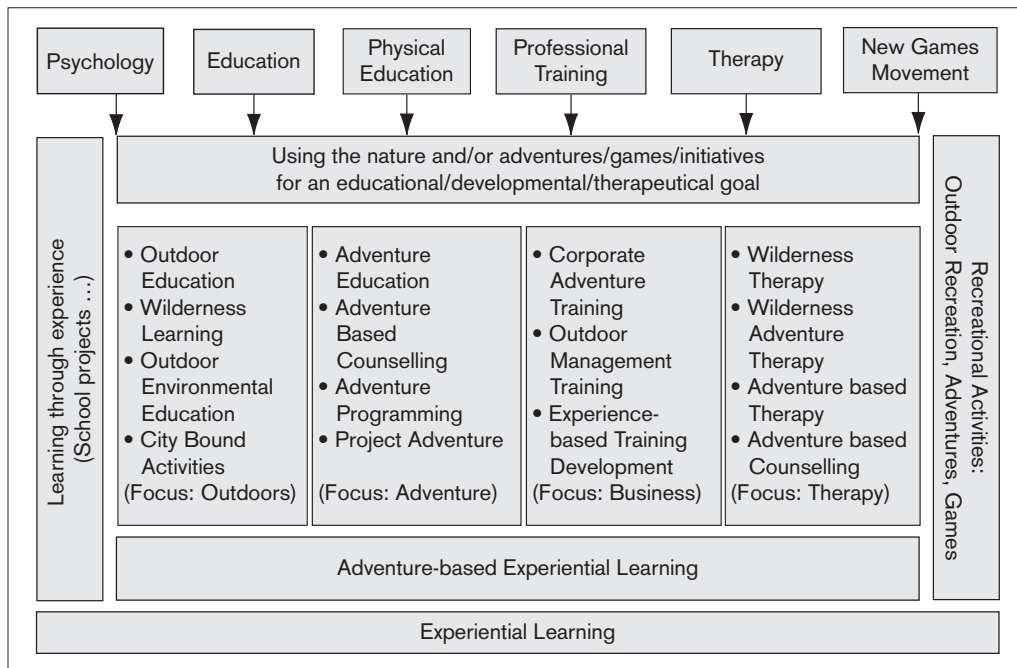 Psychology
Education
Physical
Education
Professional
Training
Therapy
New Games
Movement
Using the nature and/or adventures/games/initiatives
for an educational/developmental/therapeutical goal
Learning through experience
(School projects ...)
• Outdoor
Education
• Wilderness
Learning
• Outdoor
Environmental
Education
• City Bound
Activities
(Focus: Outdoors)
• Adventure
Education
• Adventure
Based
Counselling
• Adventure
Programming
• Project Adventure
(Focus: Adventure)
• Corporate
Adventure
Training
• Outdoor
Management
Training
• Experience-
based Training
Development
(Focus: Business)
• Wilderness
Therapy
• Wilderness
Adventure
Therapy
• Adventure based
Therapy
• Adventure based
Counselling
(Focus: Therapy)
Recreational Activities:
Outdoor Recreation, Adventures, Games
Adventure-based Experiential Learning
Experiential Learning